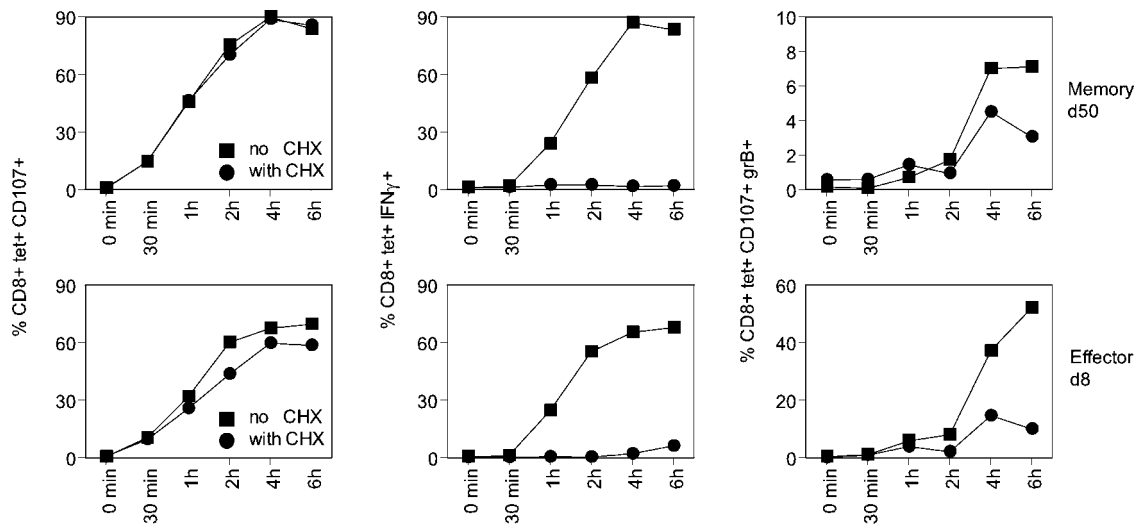 % CD8+ tet+ CD107+
90
60
30
0
no CHX
with CHX
0 min
30 min
1h
2h
4h
6h
% CD8+ tet+ IFNγ+
90
60
30
0
0 min
30 min
1h
2h
4h
6h
% CD8+ tet+ CD107+ grB+
10
8
6
4
2
0
0 min
30 min
1h
2h
4h
6h
Memory
d50
90
60
30
0
no CHX
with CHX
0 min
30 min
1h
2h
4h
6h
90
60
30
0
0 min
30 min
1h
2h
4h
6h
60
40
20
0
0 min
30 min
1h
2h
4h
6h
Effector
d8